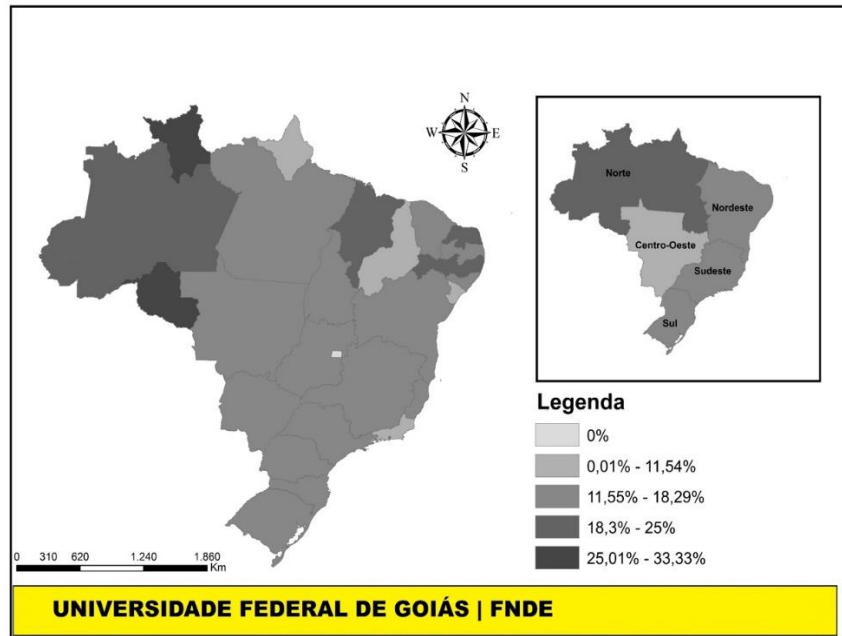 N
W E
S
Norte
Nordeste
Centro-Oeste
Sudeste
Sul
Legenda
0%
0,01% - 11,54%
11,55% - 18,29%
18,3% - 25%
25,01% - 33,33%
0 310 620 1.240 1.860
Km
UNIVERSIDADE FEDERAL DE GOIÁS | FNDE